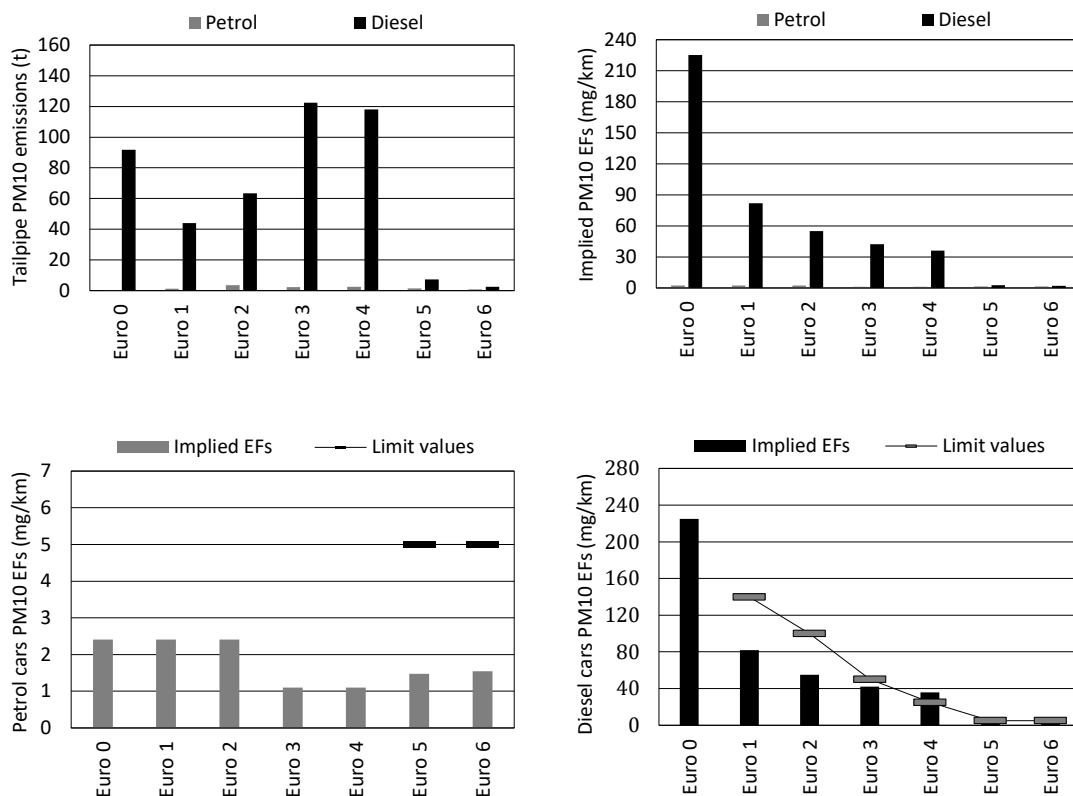 Petrol Diesel
Tailpipe PM10 emissions (t)
160
140
120
100
80
60
40
20
0
Euro 0
Euro 1
Euro 2
Euro 3
Euro 4
Euro 5
Euro 6
Petrol Diesel
Implied PM10 EFs (mg/km)
240
210
180
150
120
90
60
30
0
Euro 0
Euro 1
Euro 2
Euro 3
Euro 4
Euro 5
Euro 6
Implied EFs Limit values
Petrol cars PM10 EFs (mg/km)
7
6
5
4
3
2
1
0
Euro 0
Euro 1
Euro 2
Euro 3
Euro 4
Euro 5
Euro 6
Implied EFs Limit values
Diesel cars PM10 EFs (mg/km)
280
240
200
160
120
80
40
0
Euro 0
Euro 1
Euro 2
Euro 3
Euro 4
Euro 5
Euro 6